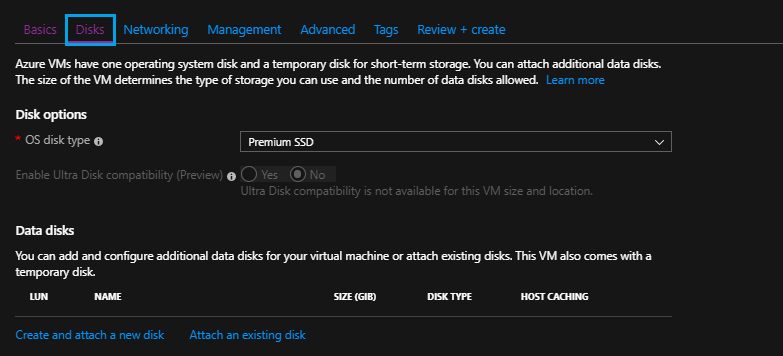 Basics Disks Networking Management Advanced Tags Review + create
Azure VMs have one operating system disk and a temporary disk for short-term storage. You can attach additional data disks.
The size of the VM determines the type of storage you can use and the number of data disks allowed. Learn more
Disk options
* OS disk type Premium SSD
Enable Ultra Disk compatibility (Preview) Yes No
Ultra Disk compatibility is not available for this VM size and location.
Data disks
You can add and configure additional data disks for your virtual machine or attach existing disks. This VM also comes with a
temporary disk.
LUN NAME SIZE (GIB) DISK TYPE HOST CACHING
Create and attach a new disk Attach an existing disk